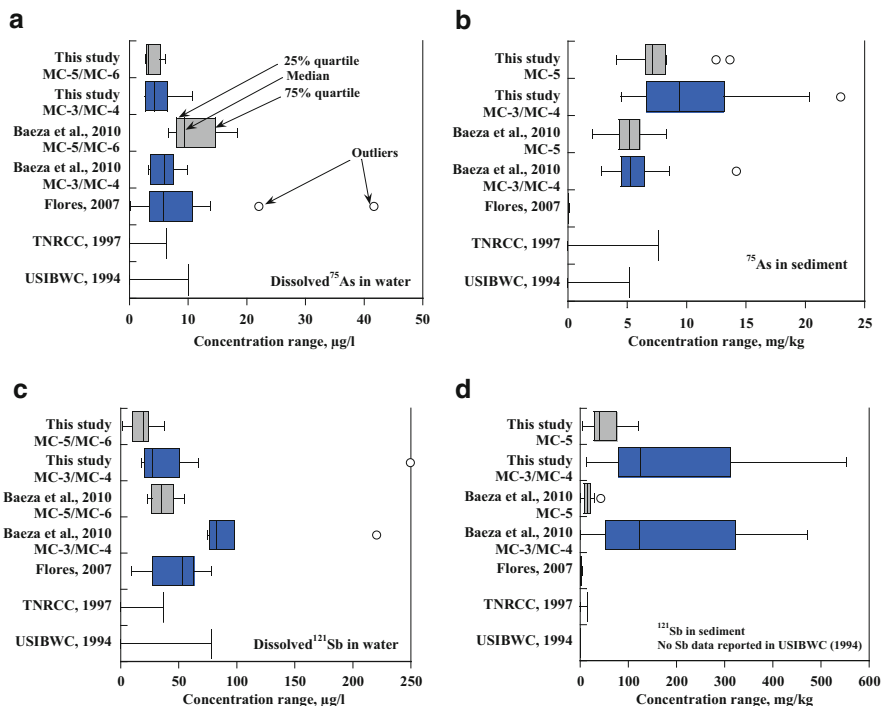 a
This study
MC-5/MC-6
This study
MC-3/MC-4
Baeza et al., 2010
MC-5/MC-6
Baeza et al., 2010
MC-3/MC-4
Flores, 2007
TNRCC, 1997
USIBWC, 1994
25% quartile
Median
75% quartile
Outliers
Dissolved ⁷⁵As in water
0 10 20 30 40 50
Concentration range, µg/l
b
This study
MC-5
This study
MC-3/MC-4
Baeza et al., 2010
MC-5
Baeza et al., 2010
MC-3/MC-4
Flores, 2007
TNRCC, 1997
USIBWC, 1994
⁷⁵As in sediment
0 5 10 15 20 25
Concentration range, mg/kg
c
This study
MC-5/MC-6
This study
MC-3/MC-4
Baeza et al., 2010
MC-5/MC-6
Baeza et al., 2010
MC-3/MC-4
Flores, 2007
TNRCC, 1997
USIBWC, 1994
Dissolved ¹²¹Sb in water
0 50 100 150 200 250
Concentration range, µg/l
d
This study
MC-5
This study
MC-3/MC-4
Baeza et al., 2010
MC-5
Baeza et al., 2010
MC-3/MC-4
Flores, 2007
TNRCC, 1997
USIBWC, 1994
¹²¹Sb in sediment
No Sb data reported in USIBWC (1994)
0 100 200 300 400 500 600
Concentration range, mg/kg